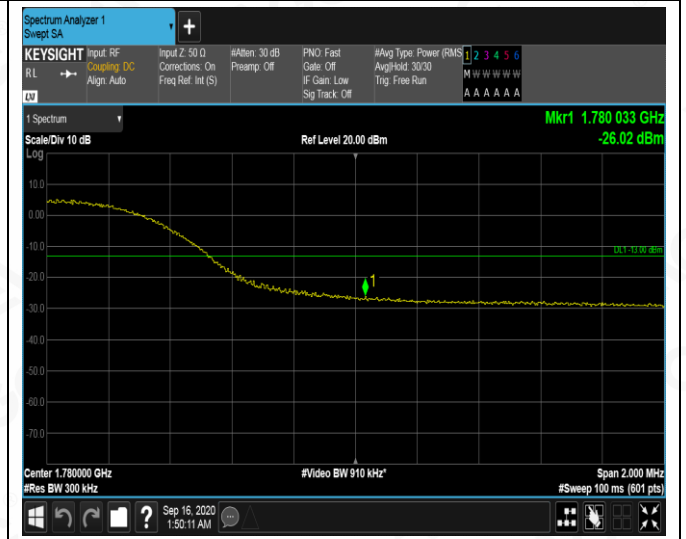 Spectrum Analyzer 1
Swept SA
KEYSIGHT
RL
LXI
Input: RF
Coupling: DC
Align: Auto
Input Z: 50 Ω
Corrections: On
Freq Ref: Int (S)
#Atten: 30 dB
Preamp: Off
PNO: Fast
Gate: Off
IF Gain: Low
Sig Track: Off
#Avg Type: Power (RMS
Avg|Hold: 30/30
Trig: Free Run
1 2 3 4 5 6
M W W W W W
A A A A A A
1 Spectrum
Scale/Div 10 dB
Log
Ref Level 20.00 dBm
Mkr1 1.780 033 GHz
-26.02 dBm
10.0
0.00
-10.0
DL1 -13.00 dBm
-20.0
1
-30.0
-40.0
-50.0
-60.0
-70.0
Center 1.780000 GHz
#Video BW 910 kHz*
Span 2.000 MHz
#Res BW 300 kHz
#Sweep 100 ms (601 pts)
?
Sep 16, 2020
1:50:11 AM